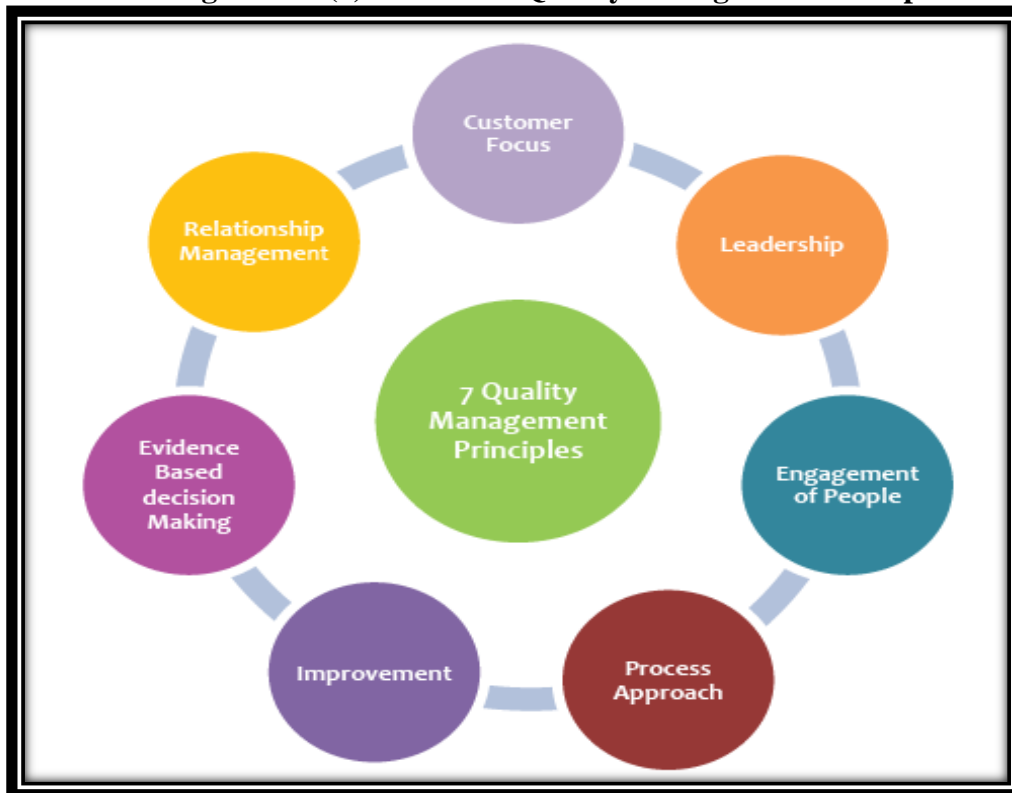 Quality
Customer
Focus
Leadership
Engagement
of People
Process
Approach
Improvement
Evidence
Based
decision
Making
Relationship
Management
7 Quality
Management
Principles